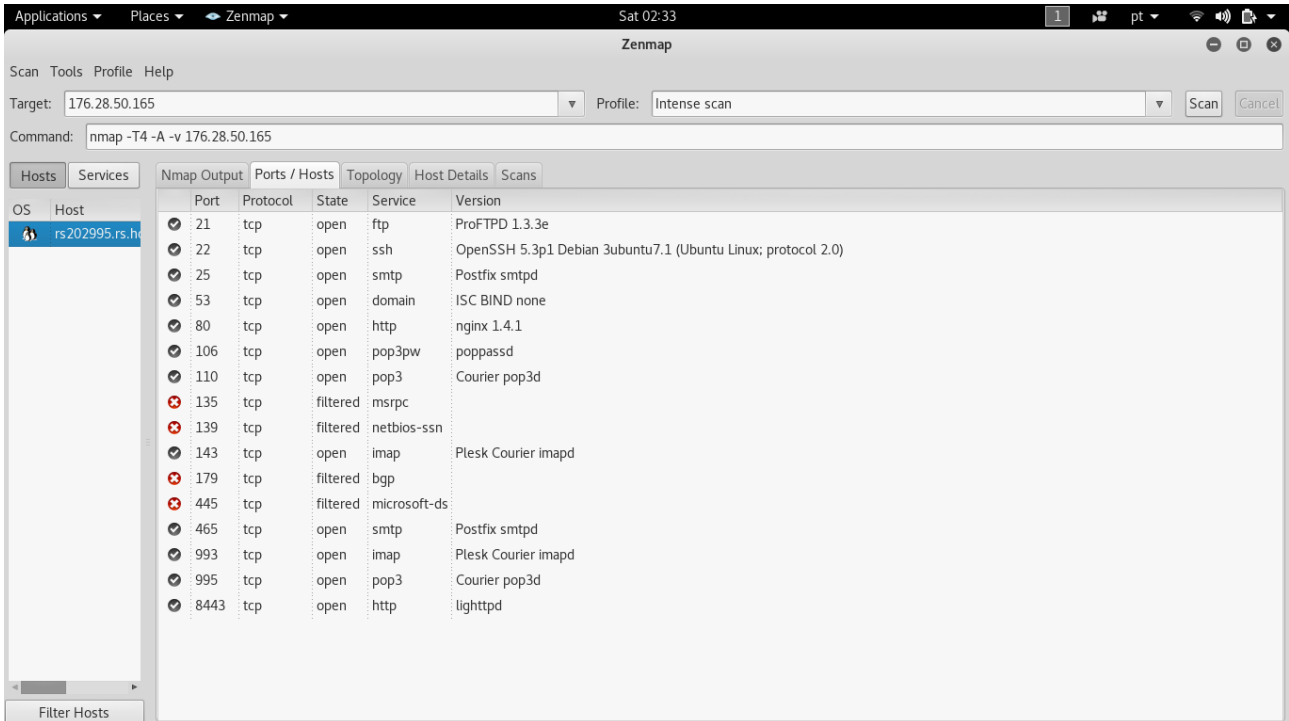 Applications Places Zenmap Sat 02:33 1 pt
Zenmap
Scan Tools Profile Help
Target: 176.28.50.165 Profile: Intense scan Scan Cancel
Command: nmap -T4 -A -v 176.28.50.165
Hosts Services Nmap Output Ports / Hosts Topology Host Details Scans
OS Host Port Protocol State Service Version
rs202995.rs.ho
21 tcp open ftp ProFTPD 1.3.3e
22 tcp open ssh OpenSSH 5.3p1 Debian 3ubuntu7.1 (Ubuntu Linux; protocol 2.0)
25 tcp open smtp Postfix smtpd
53 tcp open domain ISC BIND none
80 tcp open http nginx 1.4.1
106 tcp open pop3pw poppassd
110 tcp open pop3 Courier pop3d
135 tcp filtered msrpc
139 tcp filtered netbios-ssn
143 tcp open imap Plesk Courier imapd
179 tcp filtered bgp
445 tcp filtered microsoft-ds
465 tcp open smtp Postfix smtpd
993 tcp open imap Plesk Courier imapd
995 tcp open pop3 Courier pop3d
8443 tcp open http lighttpd
Filter Hosts